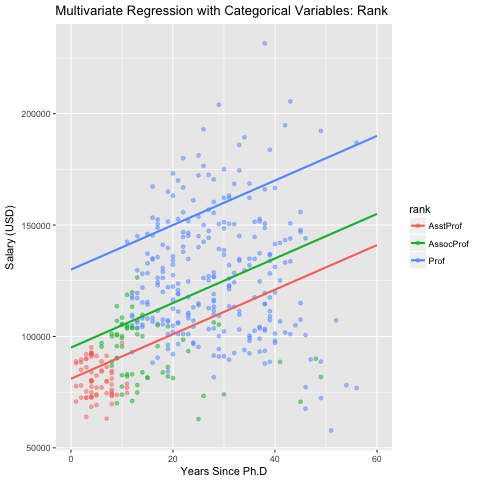 Multivariate Regression with Categorical Variables: Rank
200000
150000
100000
50000
Salary (USD)
0
20
40
60
Years Since Ph.D
rank
AsstProf
AssocProf
Prof